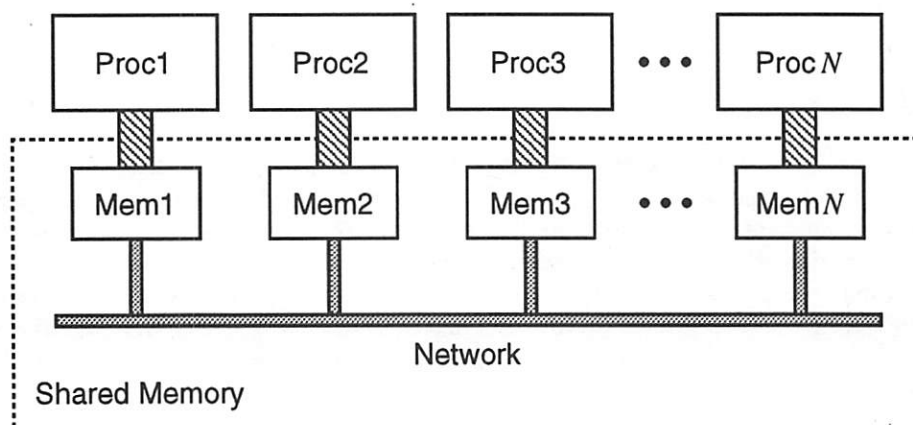 Proc1 Proc2 Proc3 ••• Proc N
Mem1 Mem2 Mem3 ••• Mem N
Network
Shared Memory